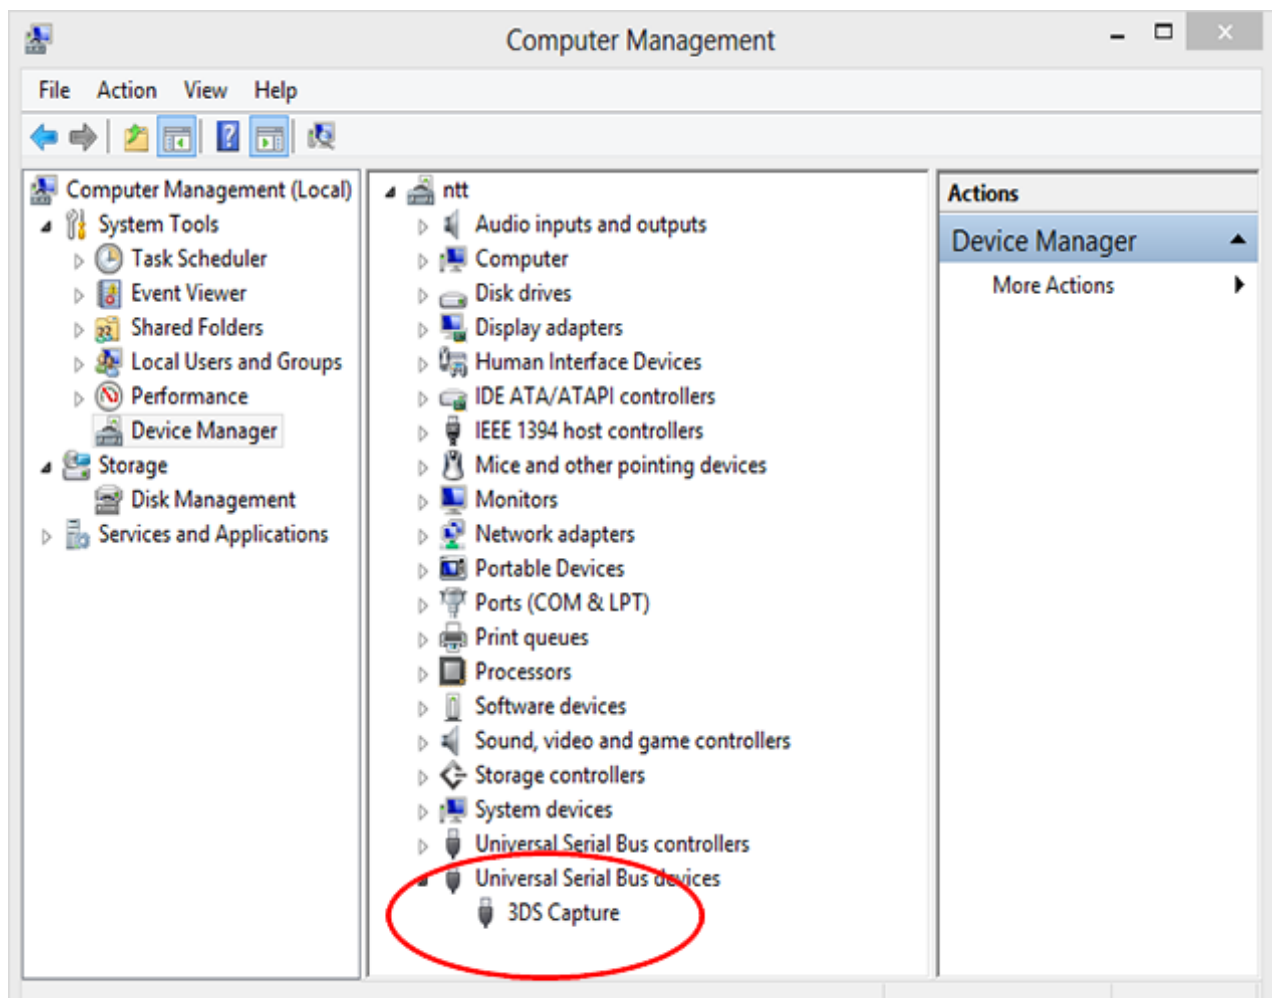 Computer Management
File Action View Help
Computer Management (Local)
System Tools
Task Scheduler
Event Viewer
Shared Folders
Local Users and Groups
Performance
Device Manager
Storage
Disk Management
Services and Applications
ntt
Audio inputs and outputs
Computer
Disk drives
Display adapters
Human Interface Devices
IDE ATA/ATAPI controllers
IEEE 1394 host controllers
Mice and other pointing devices
Monitors
Network adapters
Portable Devices
Ports (COM & LPT)
Print queues
Processors
Software devices
Sound, video and game controllers
Storage controllers
System devices
Universal Serial Bus controllers
Universal Serial Bus devices
3DS Capture
Actions
Device Manager
More Actions